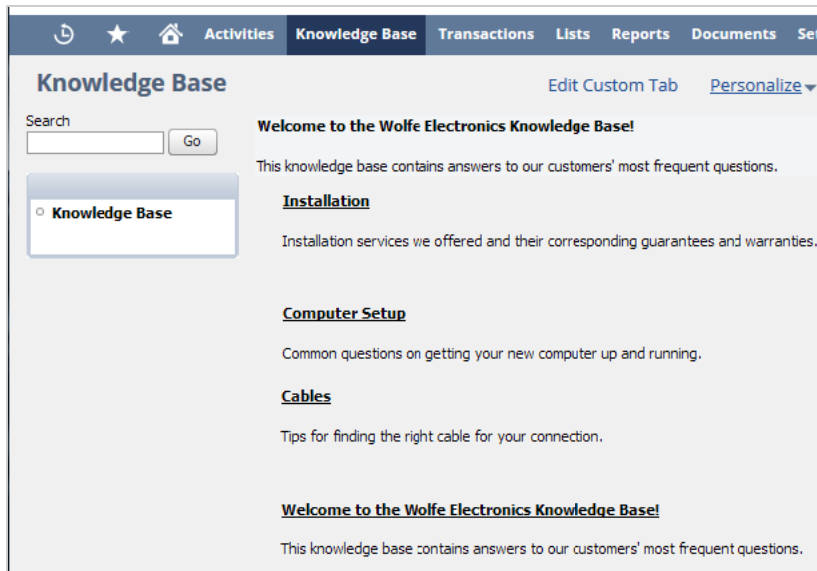 Activities Knowledge Base Transactions Lists Reports Documents Set
Knowledge Base
Edit Custom Tab Personalize
Search
Go
Knowledge Base
Welcome to the Wolfe Electronics Knowledge Base!
This knowledge base contains answers to our customers' most frequent questions.
Installation
Installation services we offered and their corresponding guarantees and warranties.
Computer Setup
Common questions on getting your new computer up and running.
Cables
Tips for finding the right cable for your connection.
Welcome to the Wolfe Electronics Knowledge Base!
This knowledge base contains answers to our customers' most frequent questions.